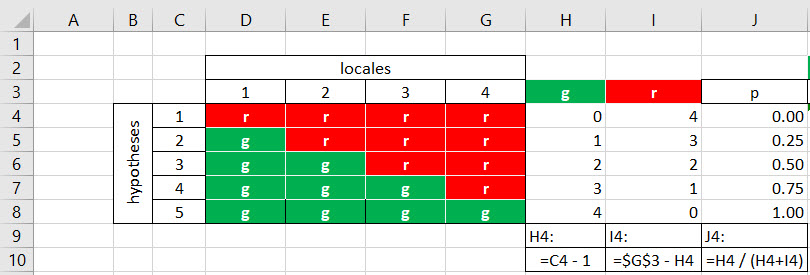 A B C D E F G H I J
1
2 locales
3 1 2 3 4 g r p
4 1 r r r r 0 4 0.00
5 2 g r r r 1 3 0.25
6 hypotheses 3 g g r r 2 2 0.50
7 4 g g g r 3 1 0.75
8 5 g g g g 4 0 1.00
9 H4: I4: J4:
10 =C4 - 1 =$G$3 - H4 =H4 / (H4+I4)